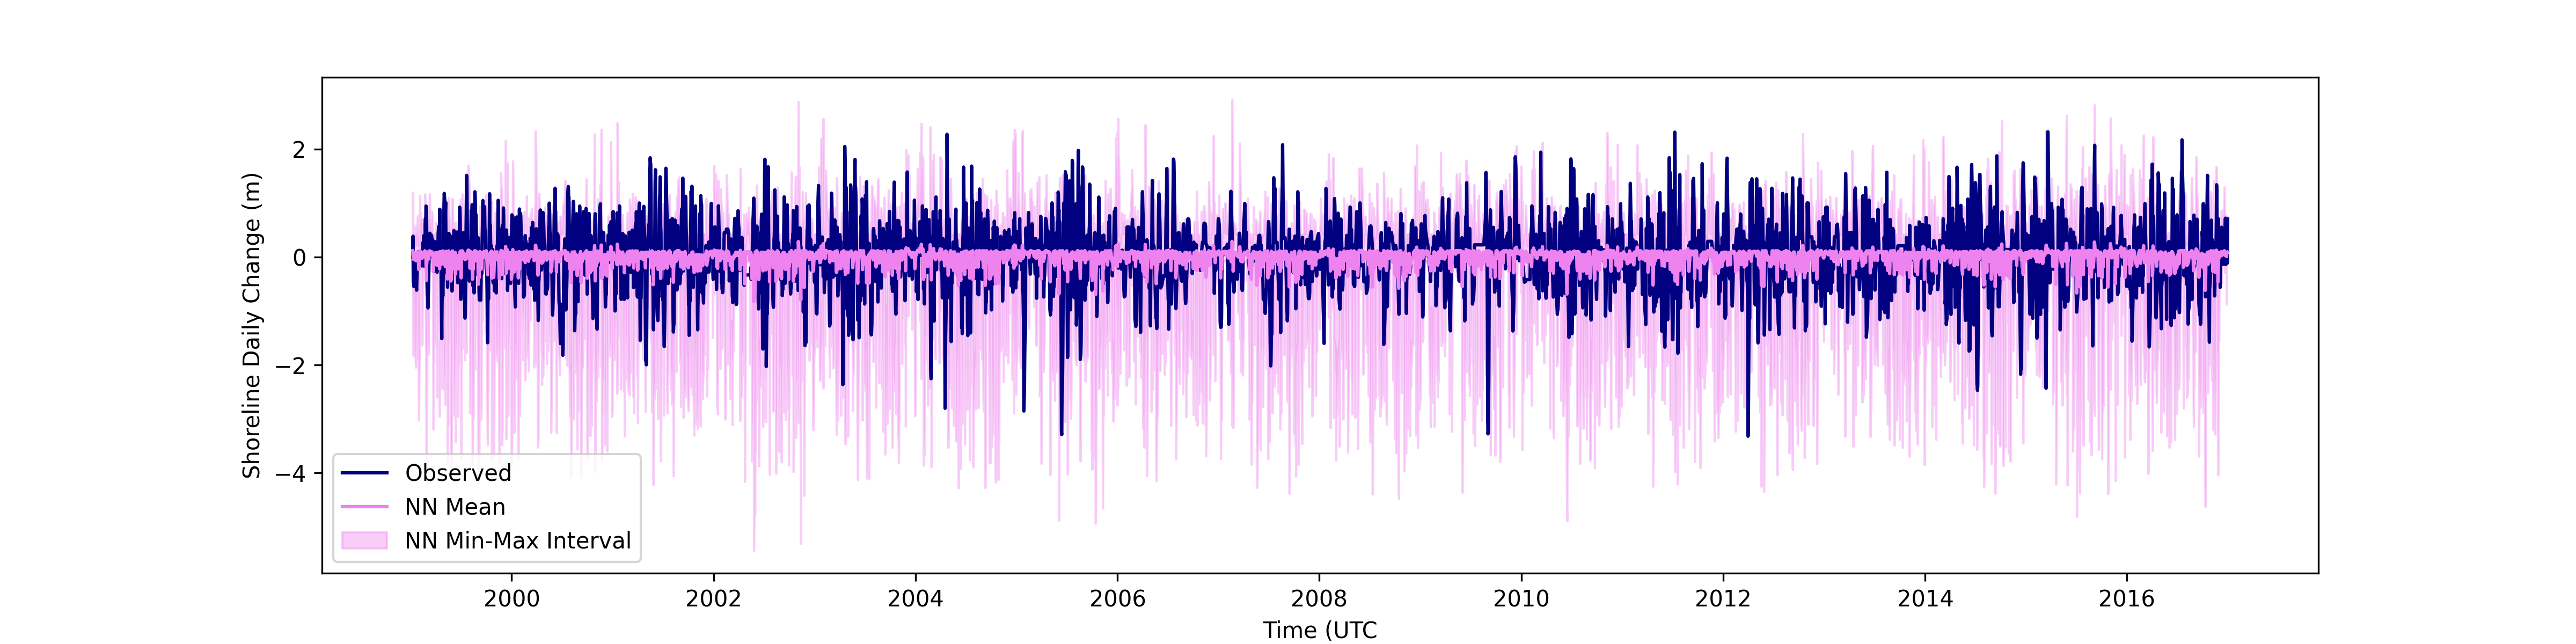 Shoreline Daily Change (m)
2
0
−2
−4
Observed
NN Mean
NN Min-Max Interval
2000 2002 2004 2006 2008 2010 2012 2014 2016
Time (UTC